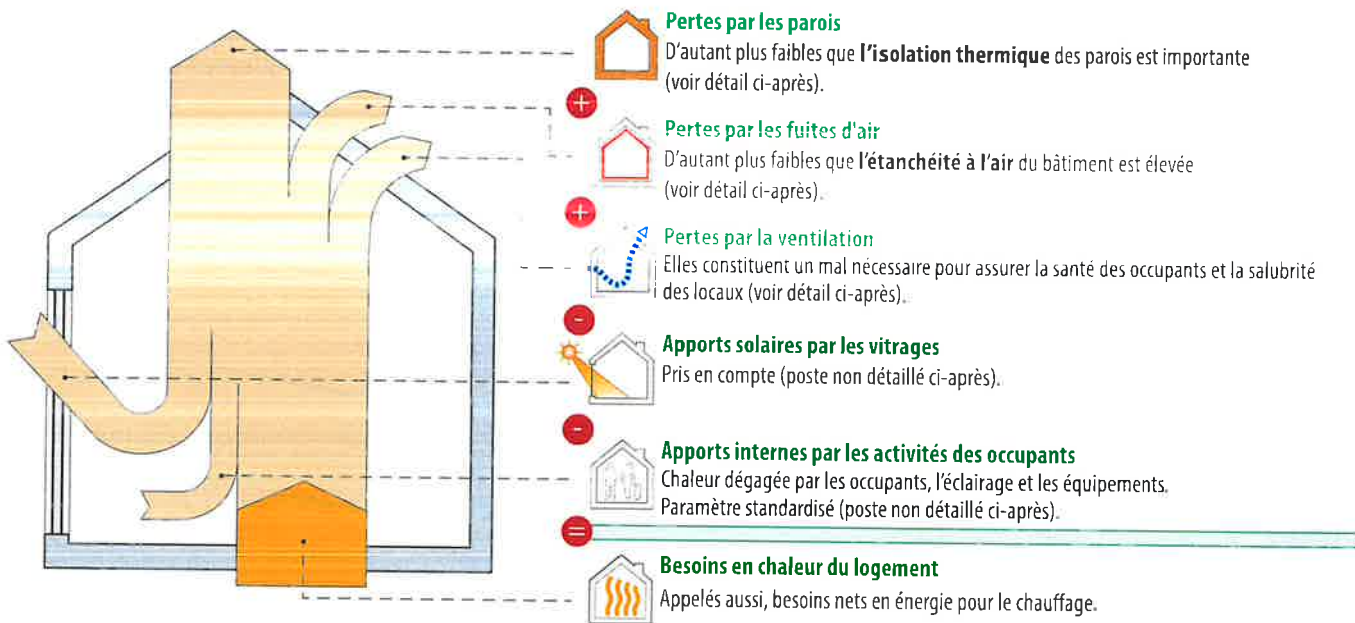 Pertes par les parois
D'autant plus faibles que l'isolation thermique des parois est importante
(voir détail ci-après).
+
Pertes par les fuites d'air
D'autant plus faibles que l'étanchéité à l'air du bâtiment est élevée
(voir détail ci-après).
+
Pertes par la ventilation
Elles constituent un mal nécessaire pour assurer la santé des occupants et la salubrité
des locaux (voir détail ci-après).
-
Apports solaires par les vitrages
Pris en compte (poste non détaillé ci-après).
-
Apports internes par les activités des occupants
Chaleur dégagée par les occupants, l'éclairage et les équipements.
Paramètre standardisé (poste non détaillé ci-après).
=
Besoins en chaleur du logement
Appelés aussi, besoins nets en énergie pour le chauffage.